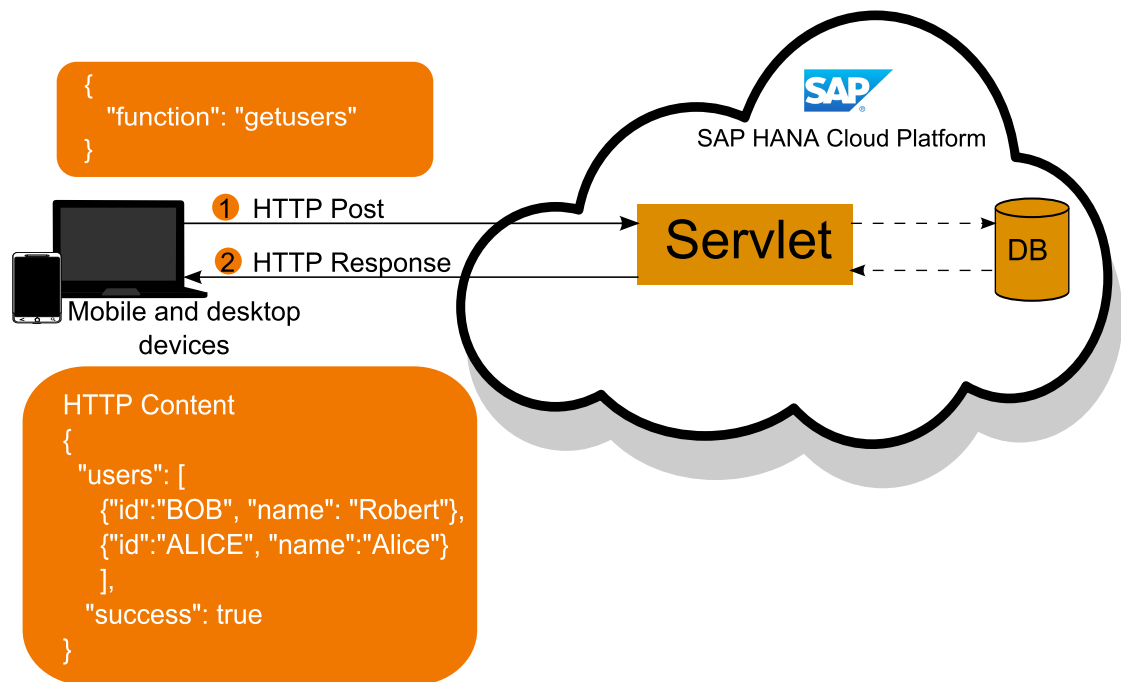 {
"function": "getusers"
}
SAP
®
SAP HANA Cloud Platform
1 HTTP Post
2 HTTP Response
Servlet
DB
Mobile and desktop
devices
HTTP Content
{
"users": [
{"id":"BOB", "name": "Robert"},
{"id":"ALICE", "name":"Alice"}
],
"success": true
}